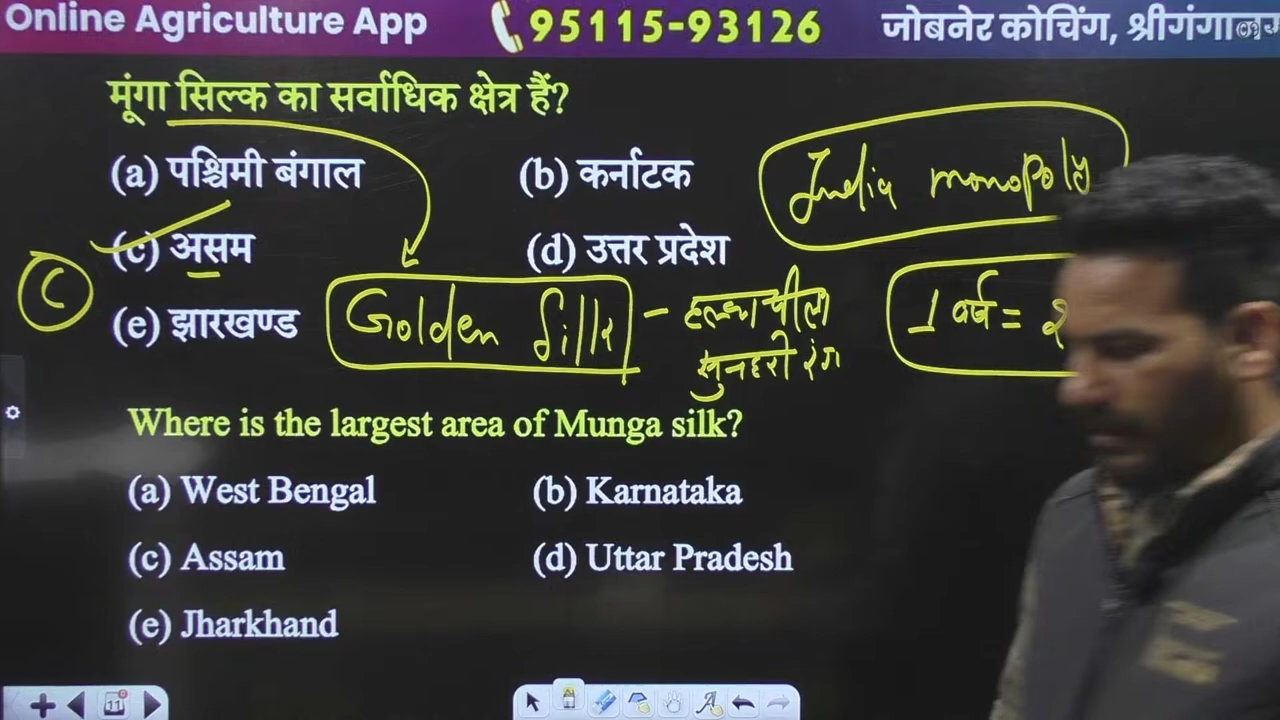 Online Agriculture App 95115-93126 जोबनेर कोचिंग, श्रीगंगा
मूंगा सिल्क का सर्वाधिक क्षेत्र हैं?
(a) पश्चिमी बंगाल (b) कर्नाटक
India monopoly
(c) असम (d) उत्तर प्रदेश
C
(e) झारखण्ड
Golden Silk - हल्का पीला
सुनहरी रंग
1 वर्ष = 2
Where is the largest area of Munga silk?
(a) West Bengal (b) Karnataka
(c) Assam (d) Uttar Pradesh
(e) Jharkhand
11